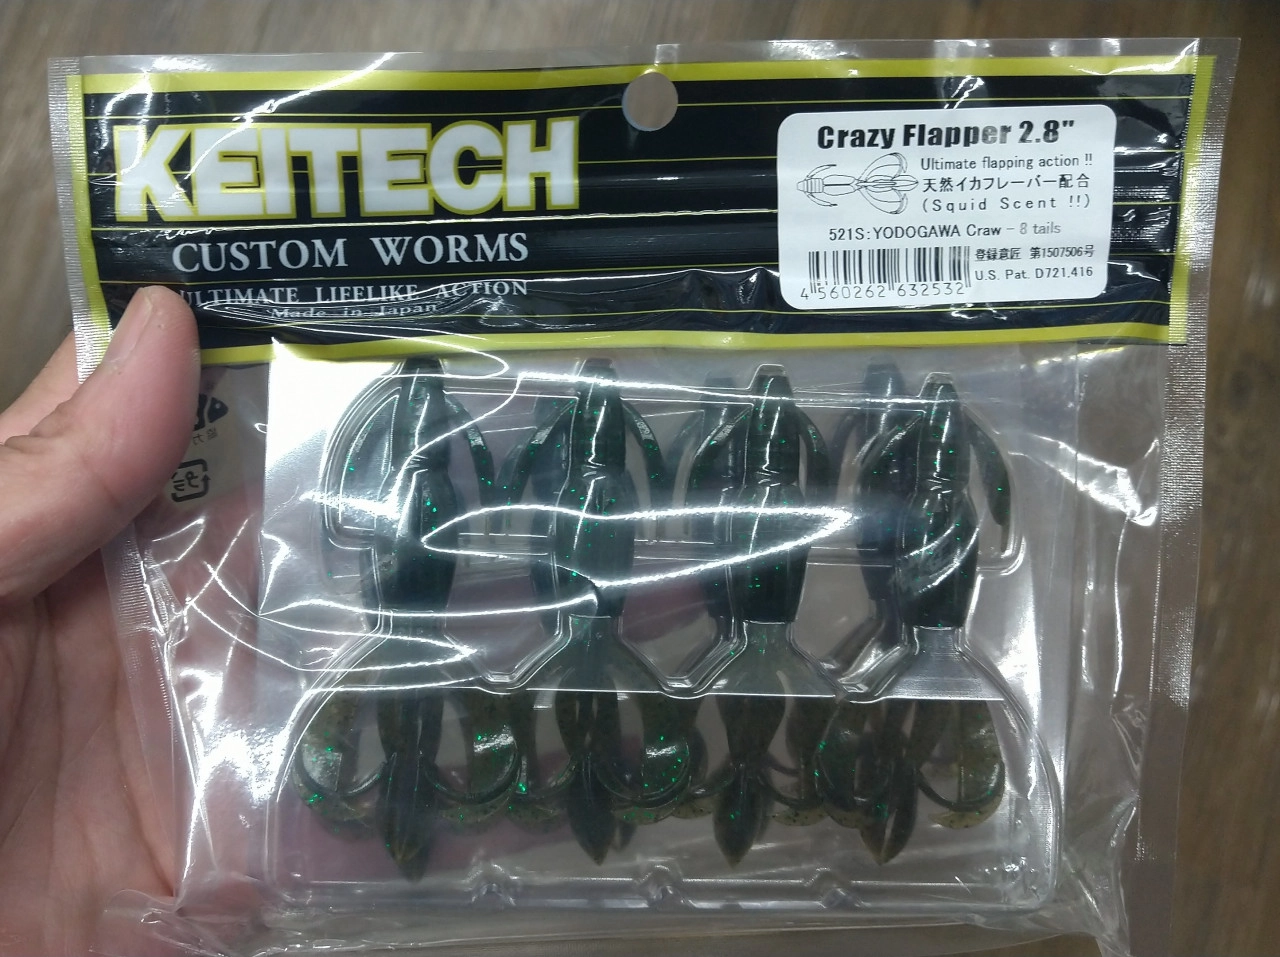 KEITECH
CUSTOM WORMS
ULTIMATE LIFELIKE ACTION
Made in Japan
Crazy Flapper 2.8"
Ultimate flapping action !!
天然イカフレーバー配合
(Squid Scent !!)
521S:YODOGAWA Craw - 8 tails
登録意匠 第1507506号
U.S. Pat. D721,416
4 560262 632532
プラ